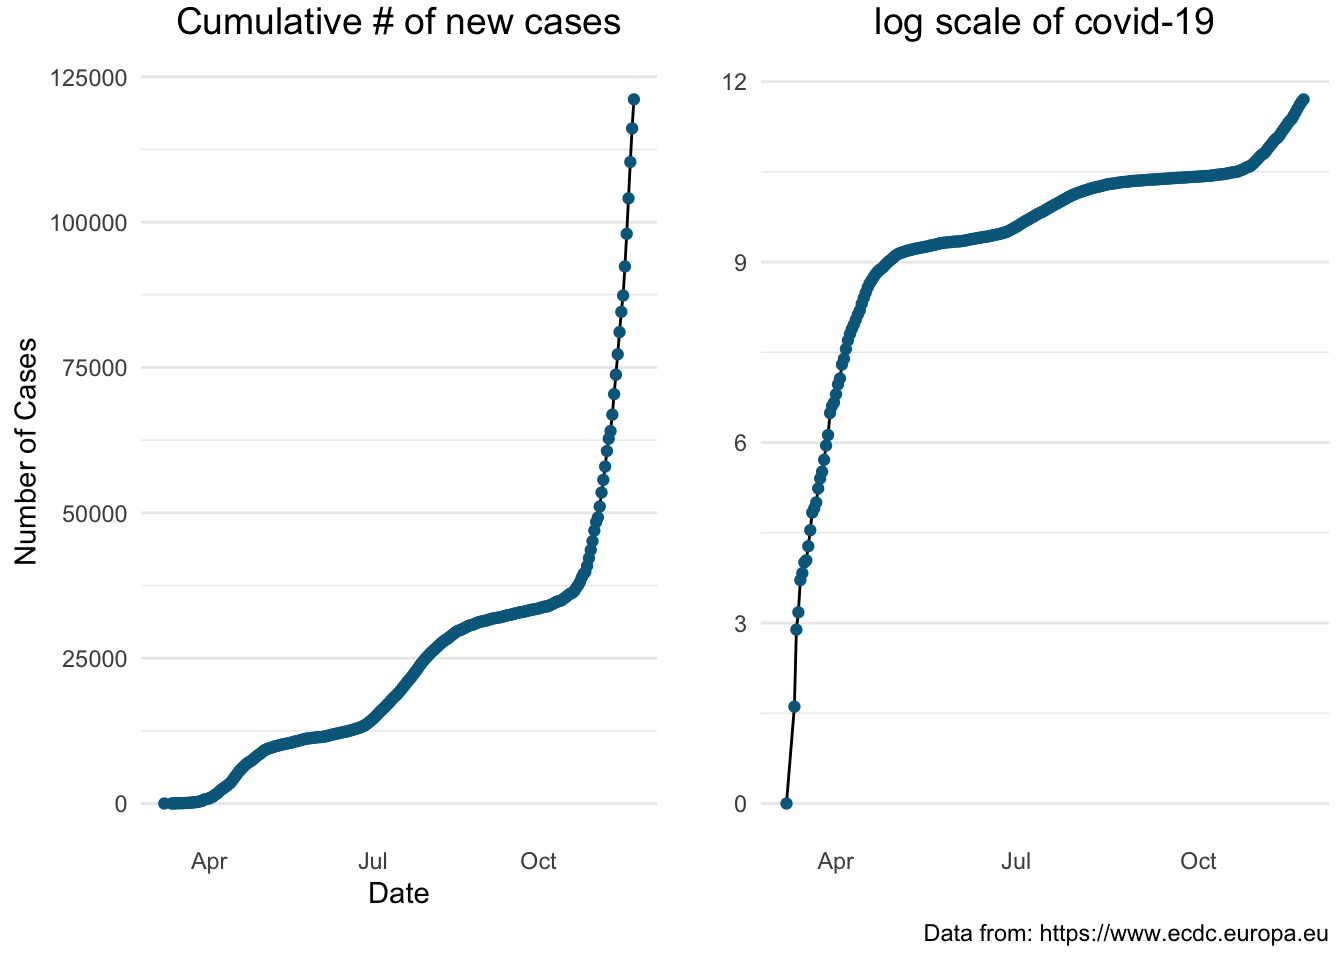 Cumulative # of new cases
125000
100000
75000
50000
25000
0
Number of Cases
Apr Jul Oct
Date
log scale of covid-19
12
9
6
3
0
Apr Jul Oct
Data from: https://www.ecdc.europa.eu